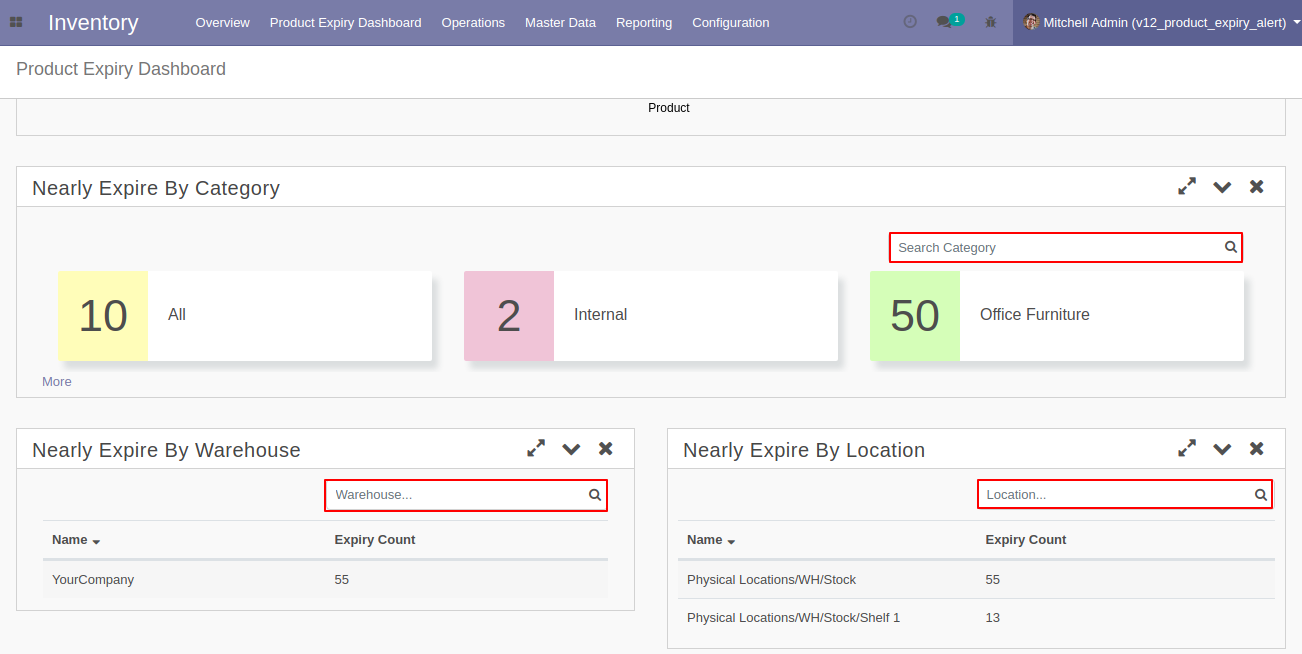 Inventory Overview Product Expiry Dashboard Operations Master Data Reporting Configuration 1 Mitchell Admin (v12_product_expiry_alert)
Product Expiry Dashboard
Product
Nearly Expire By Category
Search Category
10 All 2 Internal 50 Office Furniture
More
Nearly Expire By Warehouse
Warehouse...
Name Expiry Count
YourCompany 55
Nearly Expire By Location
Location...
Name Expiry Count
Physical Locations/WH/Stock 55
Physical Locations/WH/Stock/Shelf 1 13